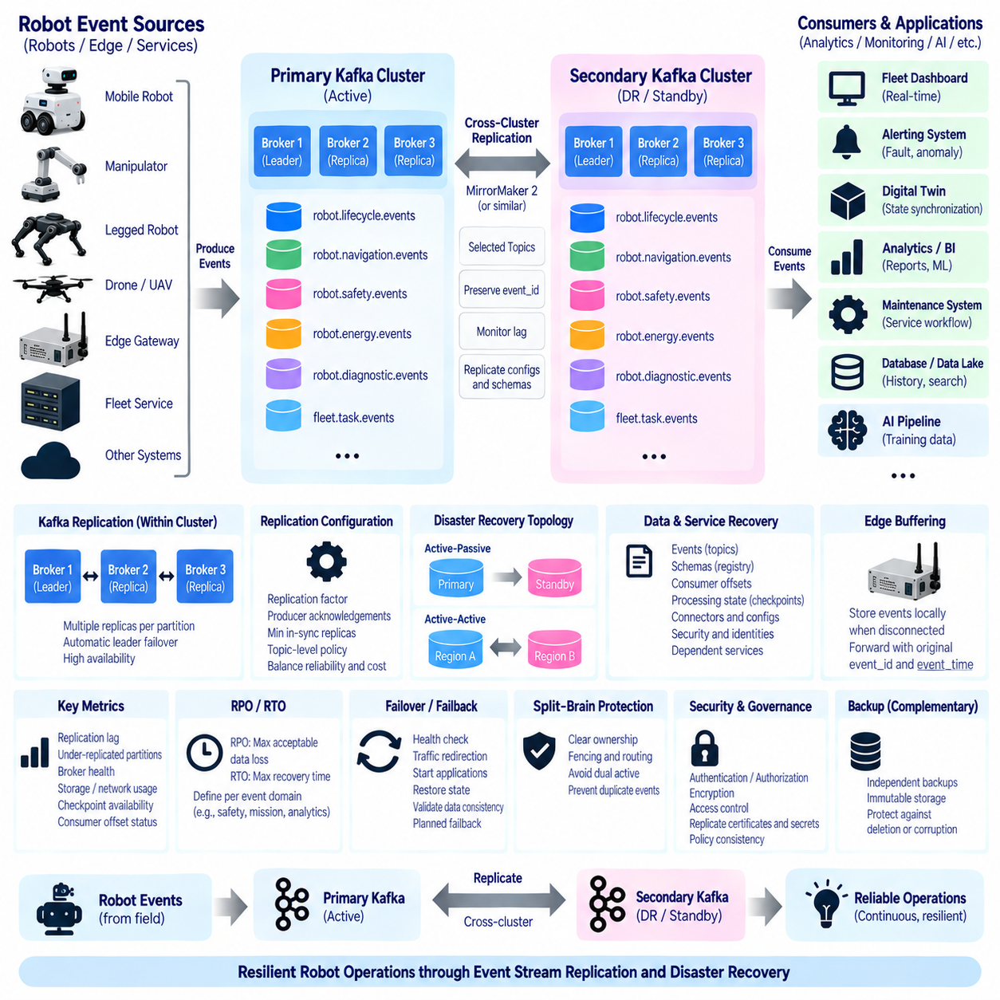 Robot Event Sources
(Robots / Edge / Services)
Mobile Robot
Manipulator
Legged Robot
Drone / UAV
Edge Gateway
Fleet Service
Other Systems
Produce
Events
Primary Kafka Cluster
(Active)
Broker 1
(Leader)
Broker 2
(Replica)
Broker 3
(Replica)
robot.lifecycle.events
robot.navigation.events
robot.safety.events
robot.energy.events
robot.diagnostic.events
fleet.task.events
...
Cross-Cluster
Replication
MirrorMaker 2
(or similar)
Selected Topics
Preserve event_id
Monitor lag
Replicate configs
and schemas
Secondary Kafka Cluster
(DR / Standby)
Broker 1
(Leader)
Broker 2
(Replica)
Broker 3
(Replica)
robot.lifecycle.events
robot.navigation.events
robot.safety.events
robot.energy.events
robot.diagnostic.events
fleet.task.events
...
Consume
Events
Consumers & Applications
(Analytics / Monitoring / AI / etc.)
Fleet Dashboard
(Real-time)
Alerting System
(Fault, anomaly)
Digital Twin
(State synchronization)
Analytics / BI
(Reports, ML)
Maintenance System
(Service workflow)
Database / Data Lake
(History, search)
AI Pipeline
(Training data)
...
Kafka Replication (Within Cluster)
Broker 1
(Leader)
Broker 2
(Replica)
Broker 3
(Replica)
Multiple replicas per partition
Automatic leader failover
High availability
Replication Configuration
Replication factor
Producer acknowledgements
Min in-sync replicas
Topic-level policy
Balance reliability and cost
Disaster Recovery Topology
Active-Passive
Primary
Standby
Active-Active
Region A
Region B
Data & Service Recovery
Events (topics)
Schemas (registry)
Consumer offsets
Processing state (checkpoints)
Connectors and configs
Security and identities
Dependent services
Edge Buffering
Store events locally
when disconnected
Forward with original
event_id and event_time
Key Metrics
Replication lag
Under-replicated partitions
Broker health
Storage / network usage
Checkpoint availability
Consumer offset status
RPO / RTO
RPO: Max acceptable
data loss
RTO: Max recovery time
Define per event domain
(e.g., safety, mission, analytics)
Failover / Failback
Health check
Traffic redirection
Start applications
Restore state
Validate data consistency
Planned failback
Split-Brain Protection
Clear ownership
Fencing and routing
Avoid dual active
Prevent duplicate events
Security & Governance
Authentication / Authorization
Encryption
Access control
Replicate certificates and secrets
Policy consistency
Backup (Complementary)
Independent backups
Immutable storage
Protect against
deletion or corruption
Robot Events
(from field)
Primary Kafka
(Active)
Replicate
Cross-cluster
Secondary Kafka
(DR / Standby)
Reliable Operations
(Continuous, resilient)
Resilient Robot Operations through Event Stream Replication and Disaster Recovery